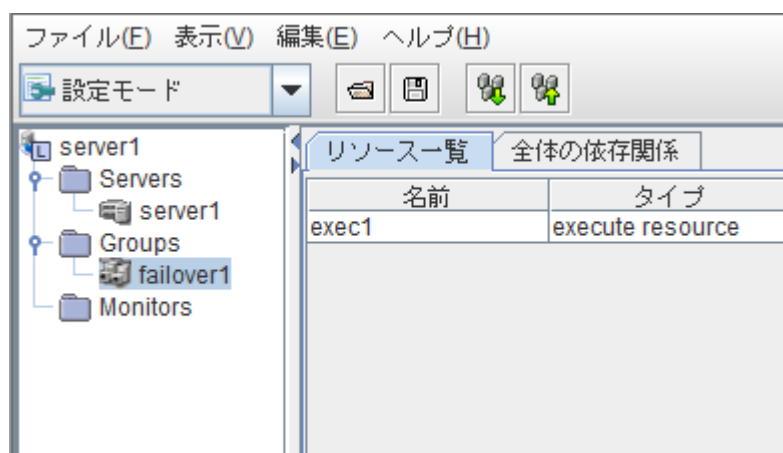 ファイル(F) 表示(V) 編集(E) ヘルプ(H)
設定モード
server1
Servers
server1
Groups
failover1
Monitors
リソース一覧 全体の依存関係
名前 タイプ
exec1 execute resource